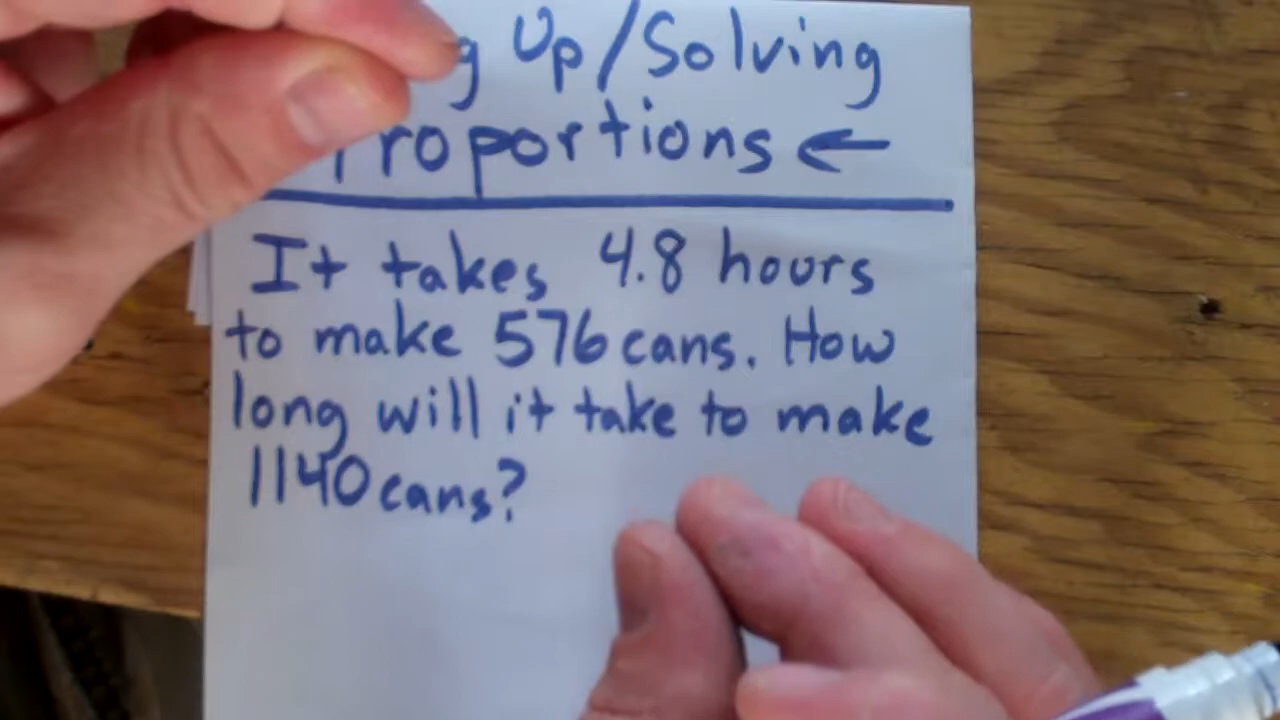 Up/Solving
Proportions ←
It takes 4.8 hours
to make 576 cans. How
long will it take to make
1140 cans?